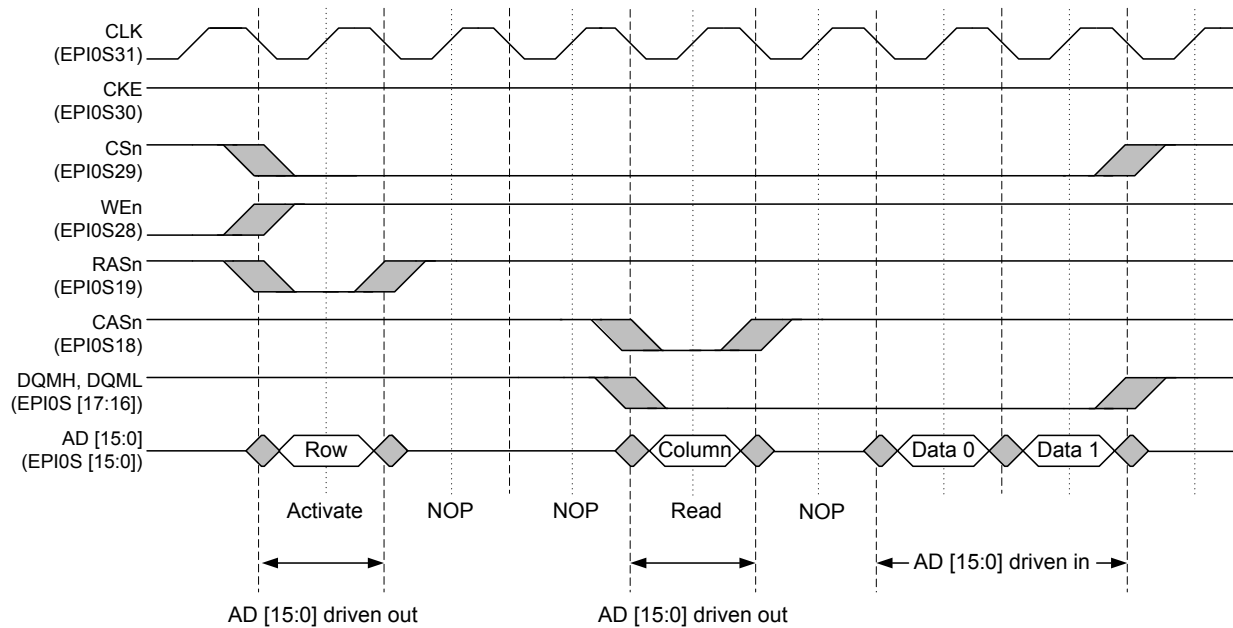 CLK
(EPI0S31)
CKE
(EPI0S30)
CSn
(EPI0S29)
WEn
(EPI0S28)
RASn
(EPI0S19)
CASn
(EPI0S18)
DQMH, DQML
(EPI0S [17:16])
AD [15:0]
(EPI0S [15:0])
Row
Column
Data 0
Data 1
Activate
NOP
NOP
Read
NOP
AD [15:0] driven in
AD [15:0] driven out
AD [15:0] driven out